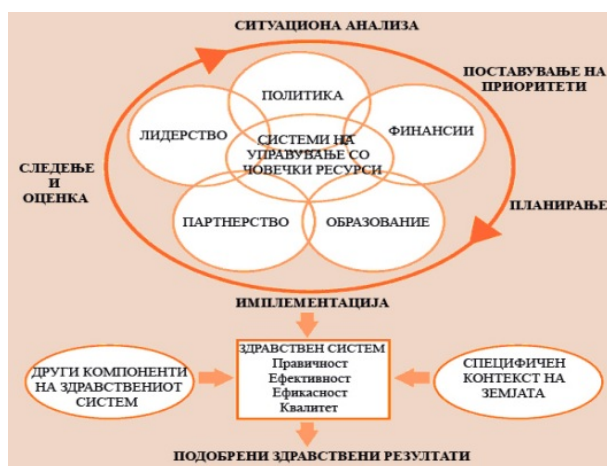 СИТУАЦИОНА АНАЛИЗА
ПОСТАВУВАЊЕ НА
ПРИОРИТЕТИ
ПОЛИТИКА
ЛИДЕРСТВО
ФИНАНСИИ
СИСТЕМИ НА
УПРАВУВАЊЕ СО
ЧОВЕЧКИ РЕСУРСИ
СЛЕДЕЊЕ
И
ОЦЕНКА
ПЛАНИРАЊЕ
ПАРТНЕРСТВО
ОБРАЗОВАНИЕ
ИМПЛЕМЕНТАЦИЈА
ДРУГИ КОМПОНЕНТИ
НА ЗДРАВСТВЕНИОТ
СИСТЕМ
ЗДРАВСТВЕН СИСТЕМ
Правичност
Ефективност
Ефикасност
Квалитет
СПЕЦИФИЧЕН
КОНТЕКСТ НА
ЗЕМЈАТА
ПОДОБРЕНИ ЗДРАВСТВЕНИ РЕЗУЛТАТИ